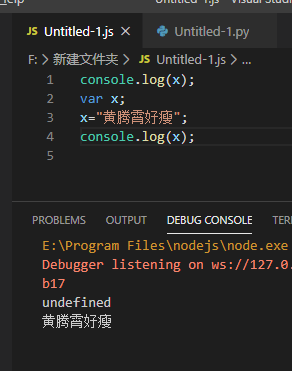 Help
Untitled-1.js - Visual Studio
JS Untitled-1.js ×
Untitled-1.py
F: > 新建文件夹 > JS Untitled-1.js > ...
1 console.log(x);
2 var x;
3 x="黄腾霄好瘦";
4 console.log(x);
5
PROBLEMS OUTPUT DEBUG CONSOLE
E:\Program Files\nodejs\node.exe
Debugger listening on ws://127.0.
b17
undefined
黄腾霄好瘦